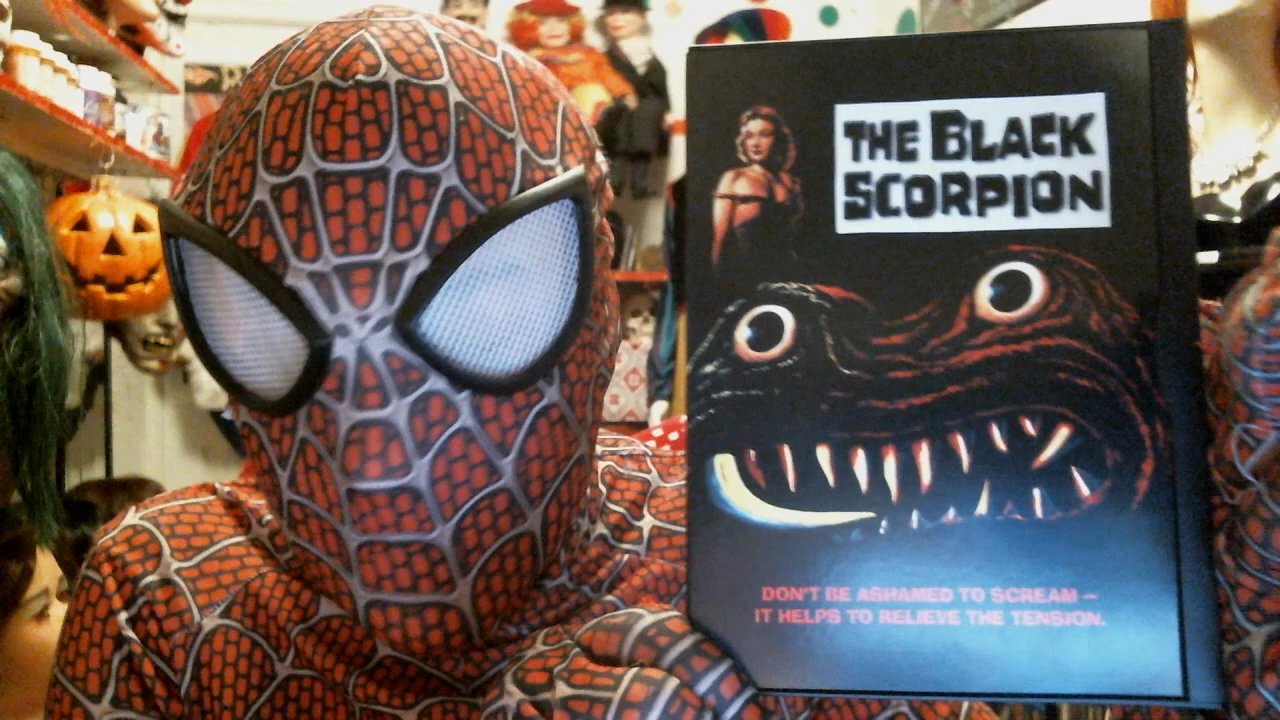 THE BLACK
SCORPION
DON'T BE ASHAMED TO SCREAM –
IT HELPS TO RELIEVE THE TENSION.